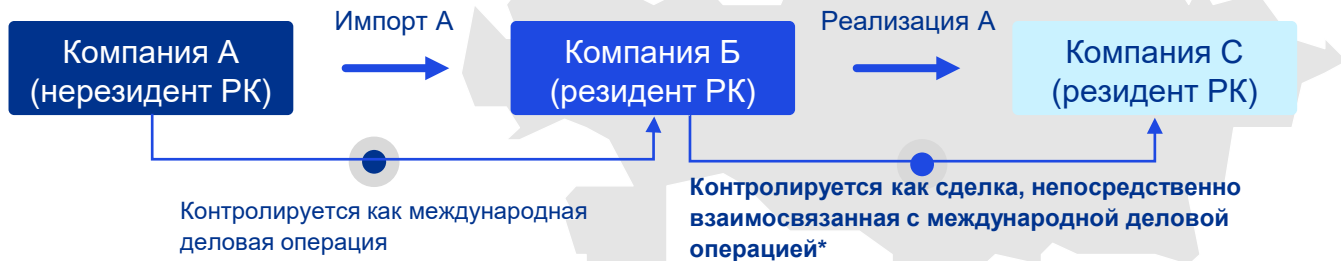 Импорт А
Реализация А
Компания А
(нерезидент РК)
Компания Б
(резидент РК)
Компания С
(резидент РК)
Контролируется как международная
деловая операция
Контролируется как сделка, непосредственно
взаимосвязанная с международной деловой
операцией*